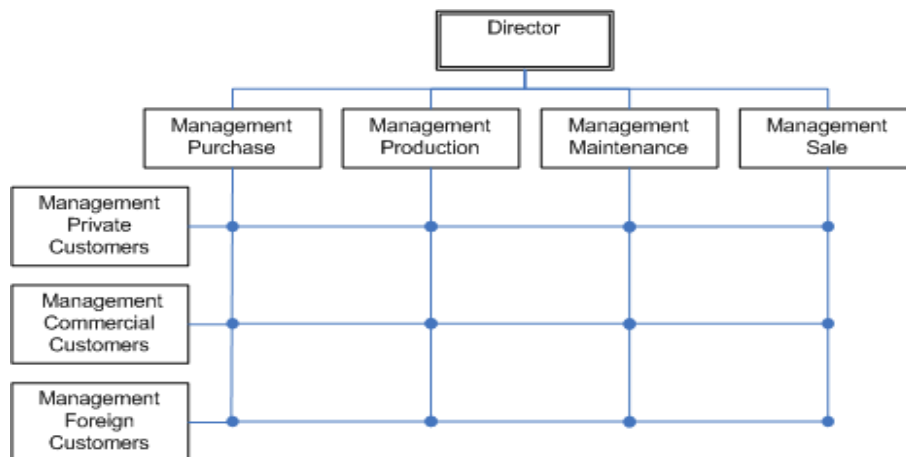 Director
Management
Purchase
Management
Production
Management
Maintenance
Management
Sale
Management
Private
Customers
Management
Commercial
Customers
Management
Foreign
Customers